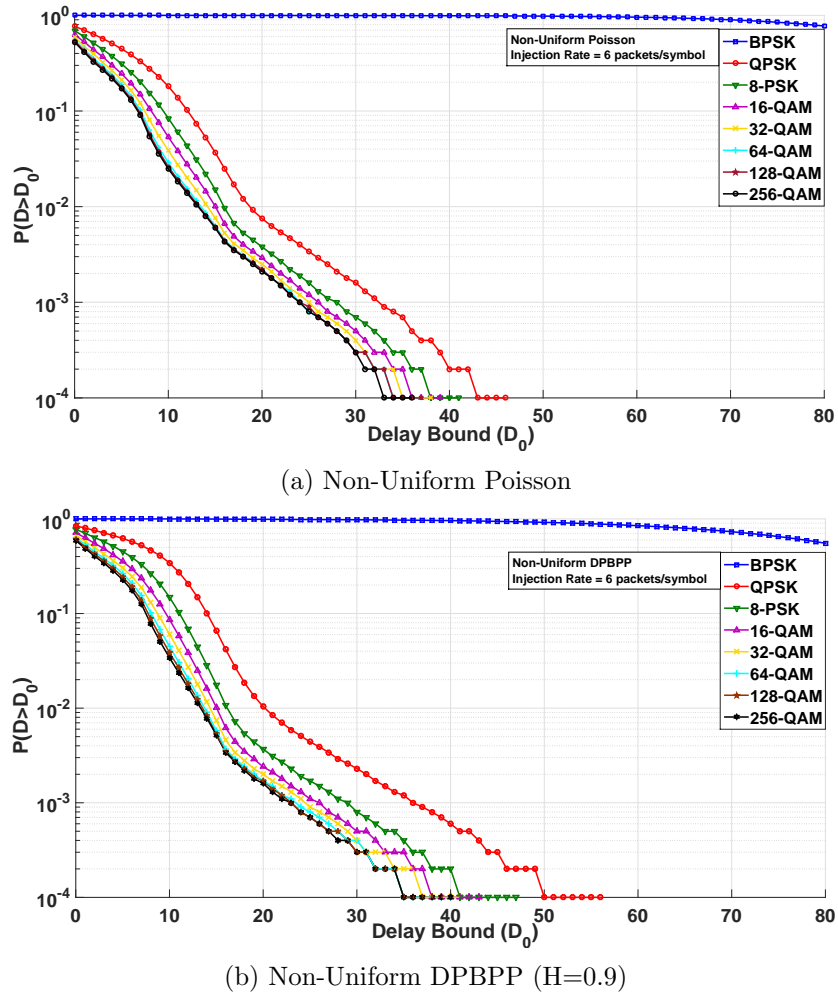 10^0
10^-1
10^-2
10^-3
10^-4
P(D>D_0)
0 10 20 30 40 50 60 70 80
Delay Bound (D_0)
Non-Uniform Poisson
Injection Rate = 6 packets/symbol
BPSK
QPSK
8-PSK
16-QAM
32-QAM
64-QAM
128-QAM
256-QAM
(a) Non-Uniform Poisson
10^0
10^-1
10^-2
10^-3
10^-4
P(D>D_0)
0 10 20 30 40 50 60 70 80
Delay Bound (D_0)
Non-Uniform DPBPP
Injection Rate = 6 packets/symbol
BPSK
QPSK
8-PSK
16-QAM
32-QAM
64-QAM
128-QAM
256-QAM
(b) Non-Uniform DPBPP (H=0.9)